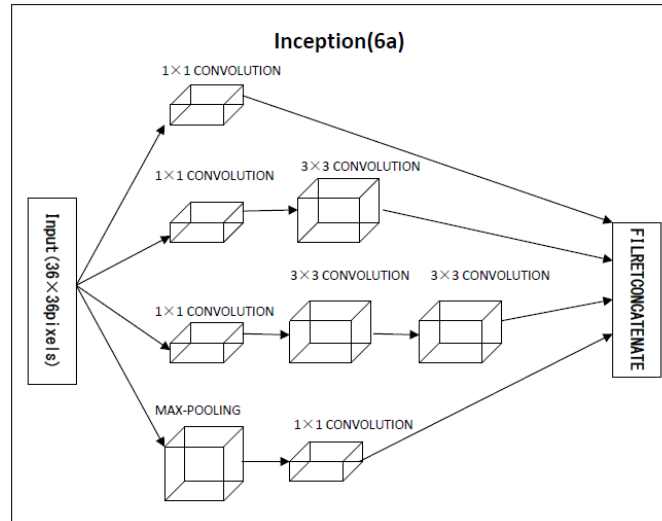 Inception(6a)
1×1 CONVOLUTION
1×1 CONVOLUTION
3×3 CONVOLUTION
Input(36×36pixels)
3×3 CONVOLUTION
3×3 CONVOLUTION
1×1 CONVOLUTION
FILRETCONCATENATE
MAX-POOLING
1×1 CONVOLUTION